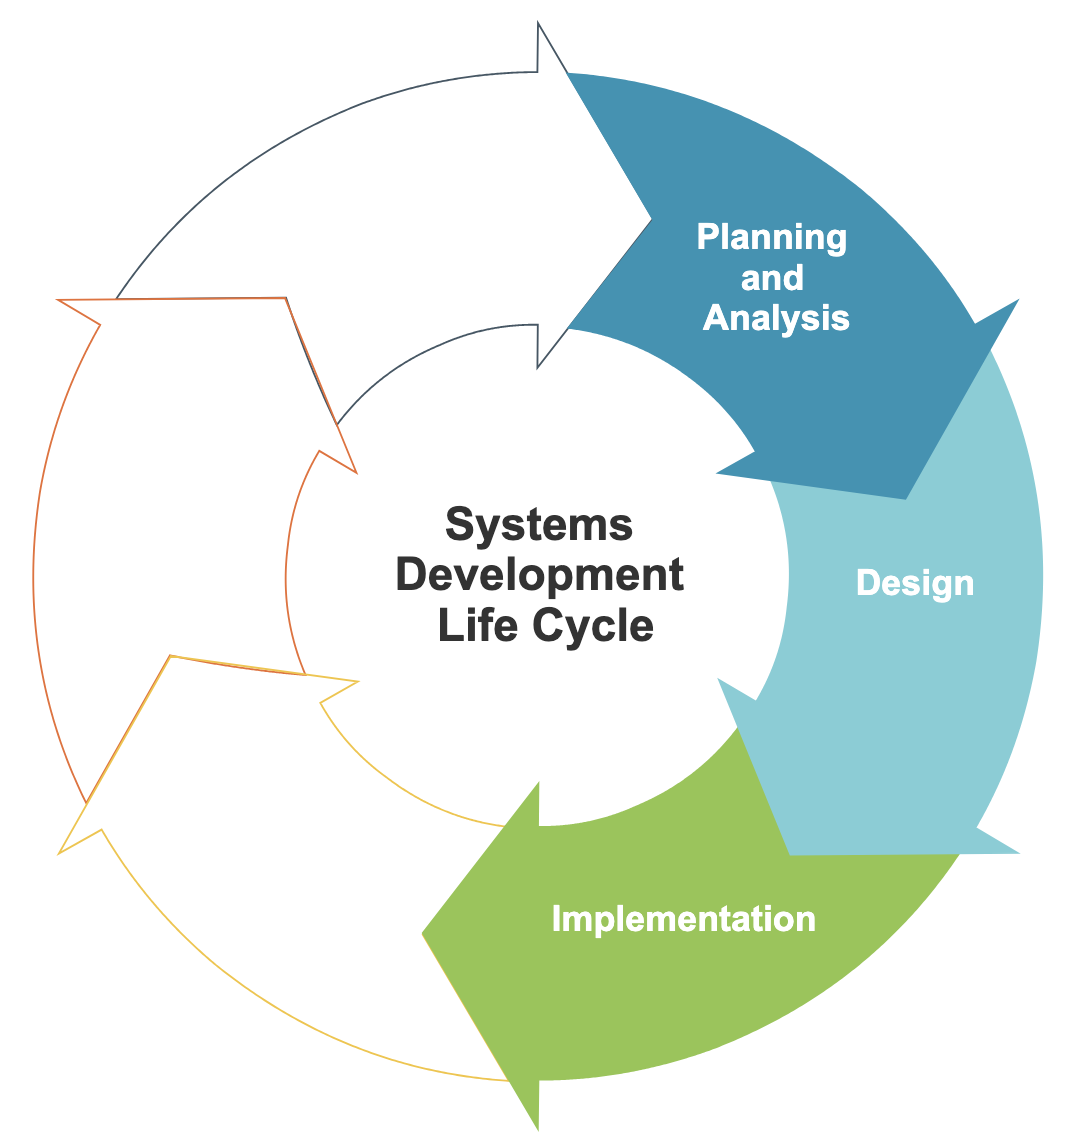 Planning
and
Analysis
Systems
Development
Life Cycle
Design
Implementation